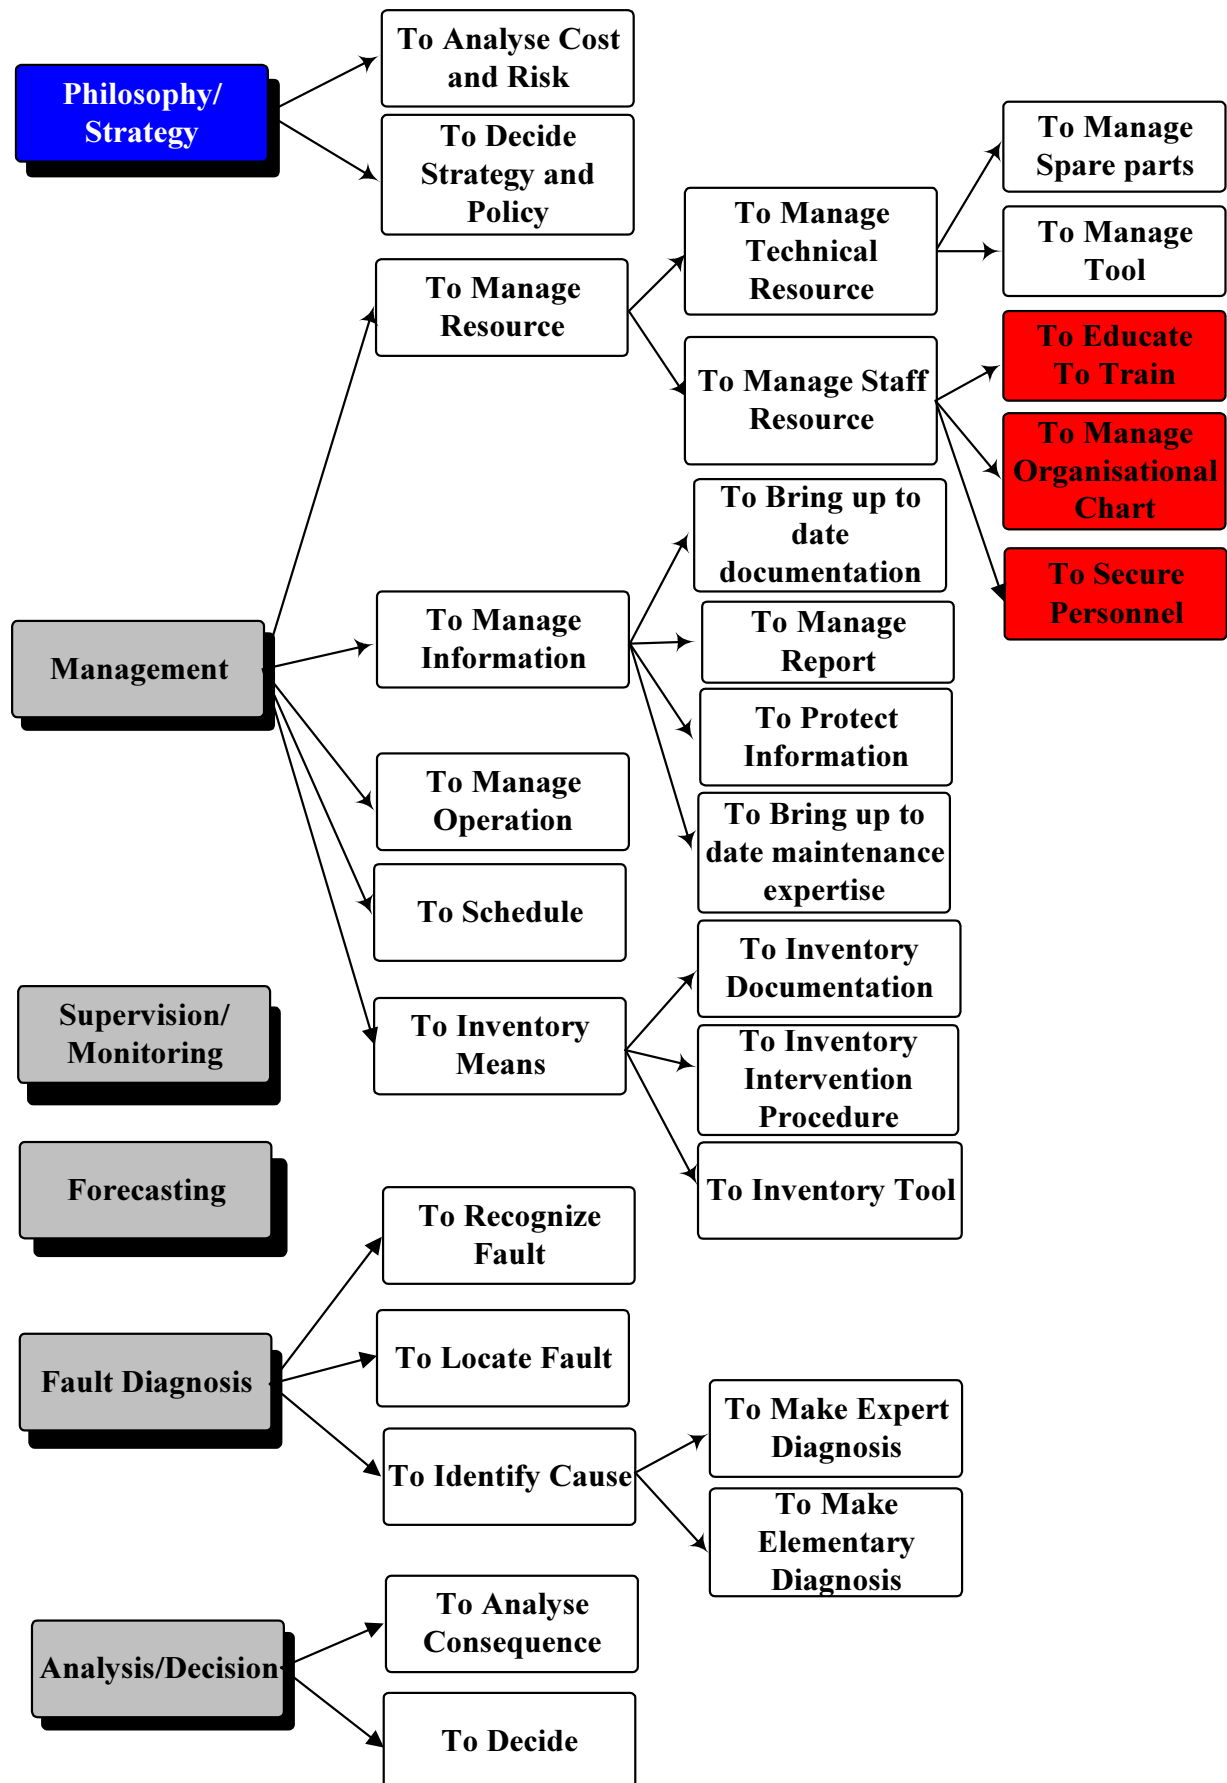 To Analyse Cost
and Risk
Philosophy/
Strategy
To Decide
Strategy and
Policy
To Manage
Spare parts
To Manage
Technical
Resource
To Manage
Tool
To Manage
Resource
To Educate
To Train
To Manage Staff
Resource
To Manage
Organisational
Chart
To Bring up to
date
documentation
To Secure
Personnel
To Manage
Information
To Manage
Report
Management
To Protect
Information
To Manage
Operation
To Bring up to
date maintenance
expertise
To Schedule
To Inventory
Documentation
Supervision/
Monitoring
To Inventory
Means
To Inventory
Intervention
Procedure
Forecasting
To Inventory Tool
To Recognize
Fault
Fault Diagnosis
To Locate Fault
To Make Expert
Diagnosis
To Identify Cause
To Make
Elementary
Diagnosis
To Analyse
Consequence
Analysis/Decision
To Decide